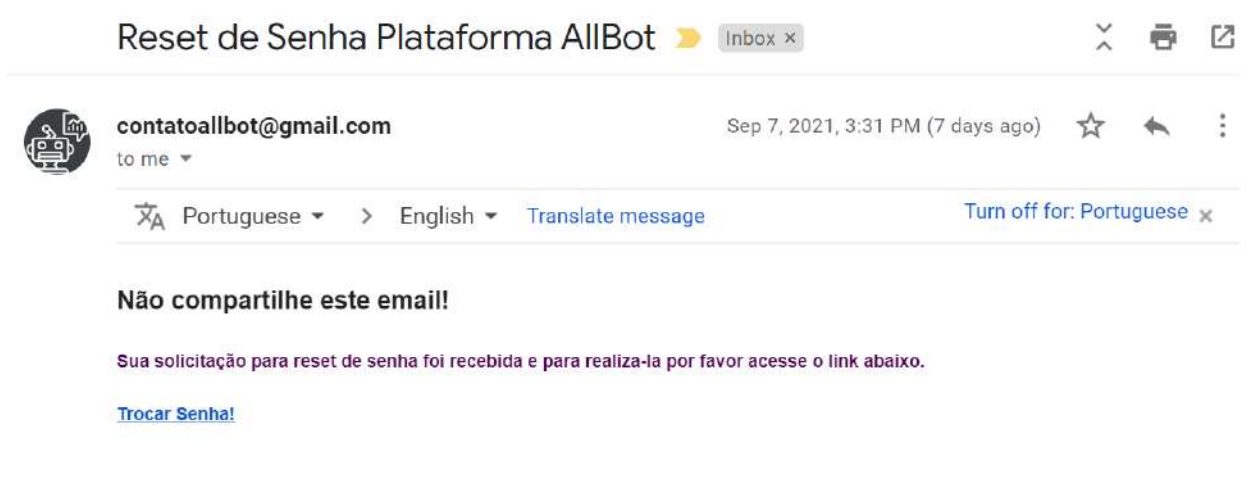 Reset de Senha Plataforma AllBot Inbox ×
contatoallbot@gmail.com Sep 7, 2021, 3:31 PM (7 days ago)
to me
Portuguese > English Translate message Turn off for: Portuguese ×
Não compartilhe este email!
Sua solicitação para reset de senha foi recebida e para realiza-la por favor acesse o link abaixo.
Trocar Senha!